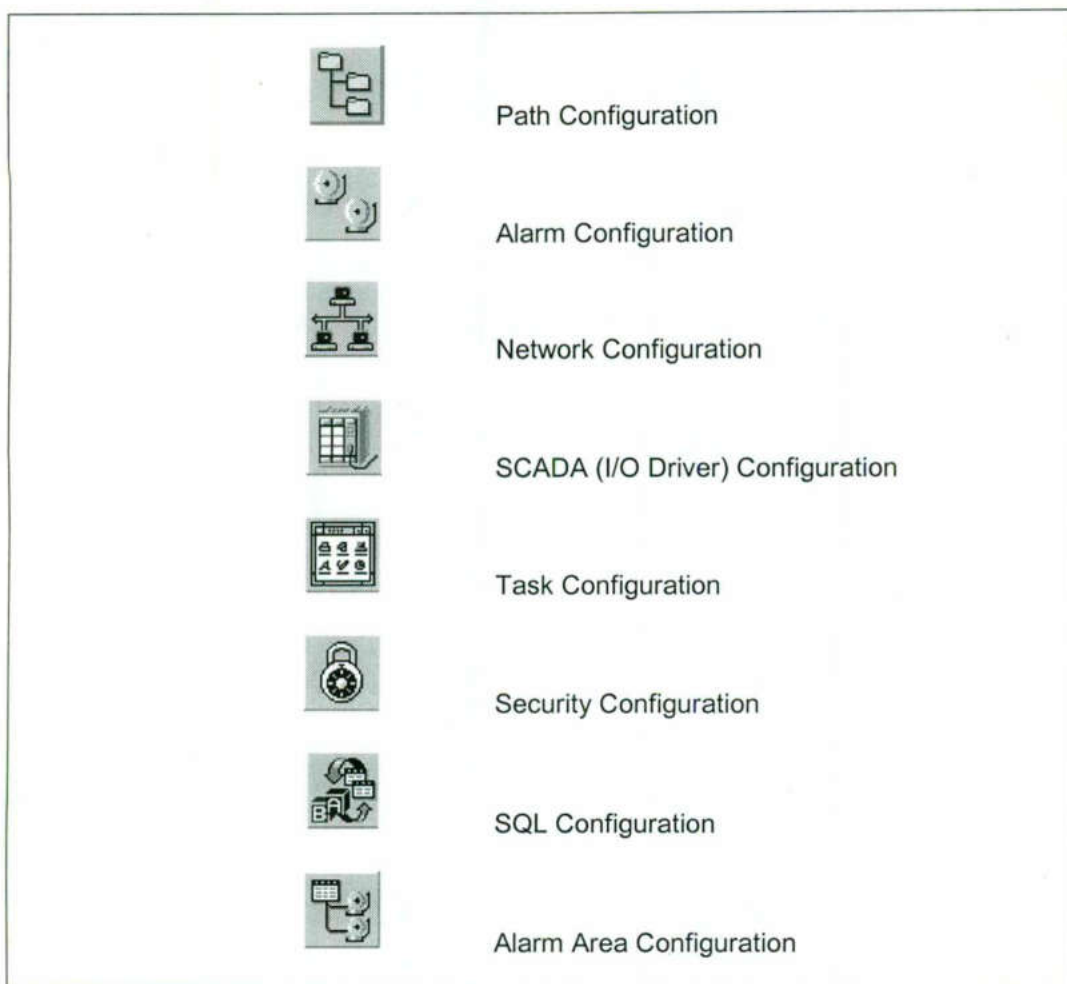 Path Configuration
Alarm Configuration
Network Configuration
SCADA (I/O Driver) Configuration
Task Configuration
Security Configuration
SQL Configuration
Alarm Area Configuration